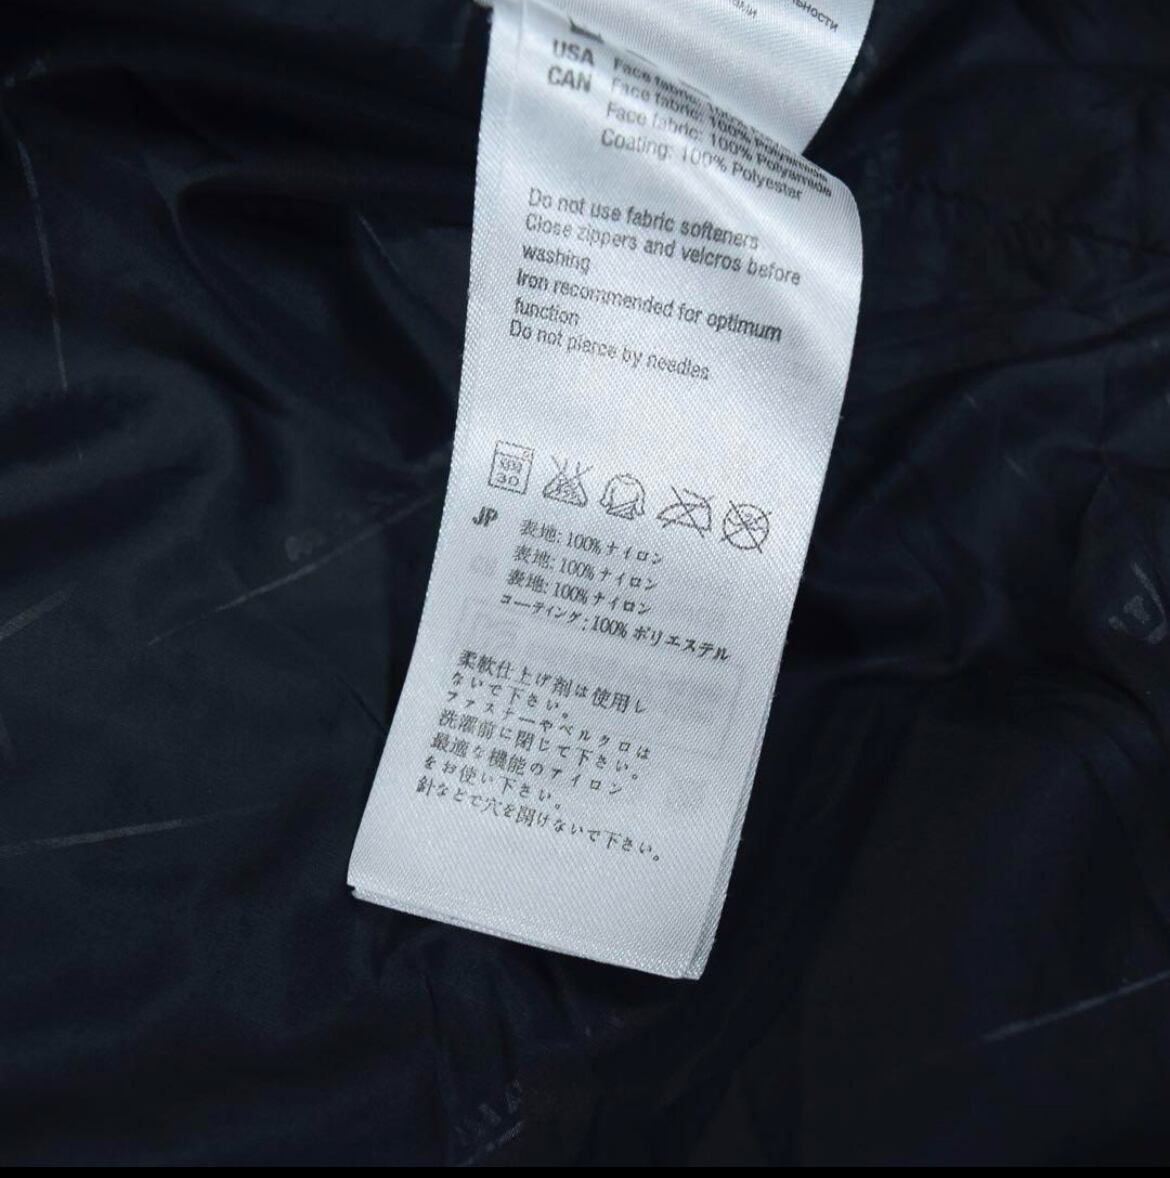 USA
CAN
Face fabric: 100%
Face fabric: 100% Polyamide
Face fabric: 100% Polyamide
Coating: 100% Polyester
Do not use fabric softeners
Close zippers and velcros before
washing
Iron recommended for optimum
function
Do not pierce by needles
30
JP
表地: 100% ナイロン
表地: 100% ナイロン
表地: 100% ナイロン
コーティング: 100% ポリエステル
柔軟仕上げ剤は使用し
ないで下さい。
ファスナーやベルクロは
洗濯前に閉じて下さい。
最適な機能のアイロン
をお使い下さい。
針などで穴を開けないで下さい。